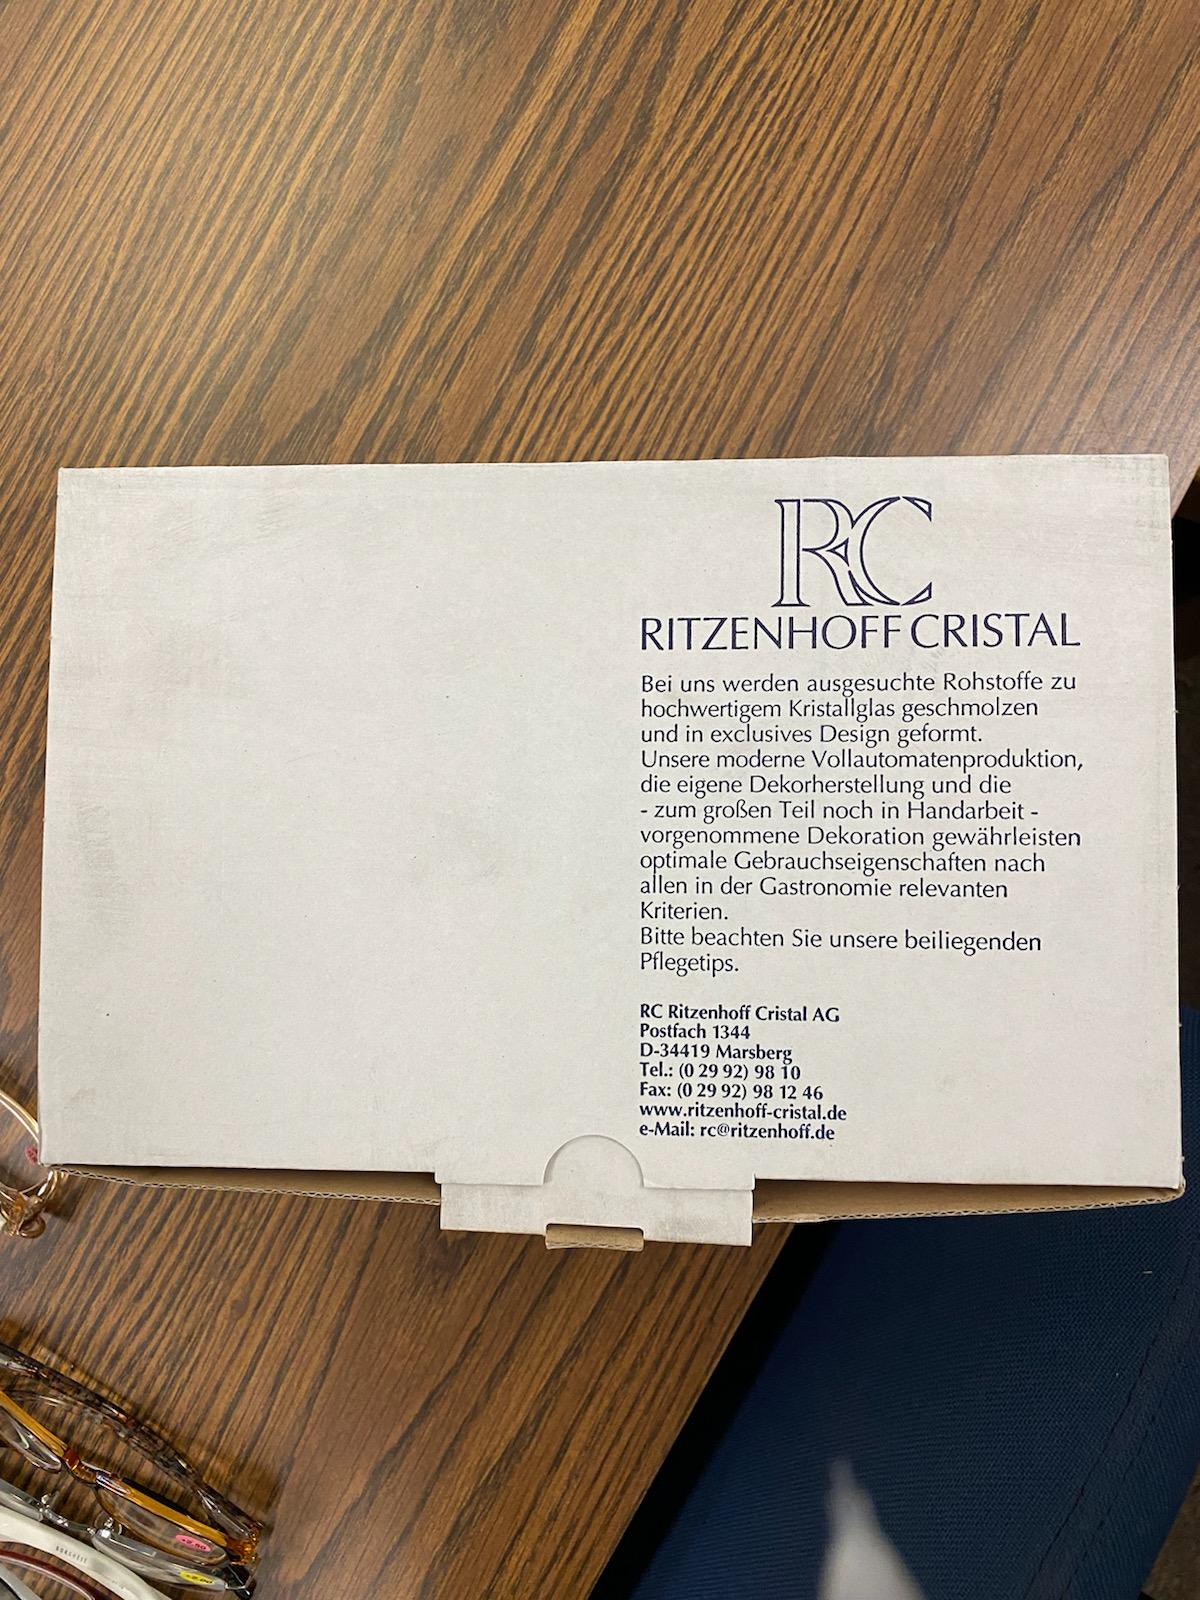 RC
RITZENHOFF CRISTAL
Bei uns werden ausgesuchte Rohstoffe zu
hochwertigem Kristallglas geschmolzen
und in exclusives Design geformt.
Unsere moderne Vollautomatenproduktion,
die eigene Dekorherstellung und die
- zum großen Teil noch in Handarbeit -
vorgenommene Dekoration gewährleisten
optimale Gebrauchseigenschaften nach
allen in der Gastronomie relevanten
Kriterien.
Bitte beachten Sie unsere beiliegenden
Pflegetips.
RC Ritzenhoff Cristal AG
Postfach 1344
D-34419 Marsberg
Tel.: (0 29 92) 98 10
Fax: (0 29 92) 98 12 46
www.ritzenhoff-cristal.de
e-Mail: rc@ritzenhoff.de
+2.50
+2.00